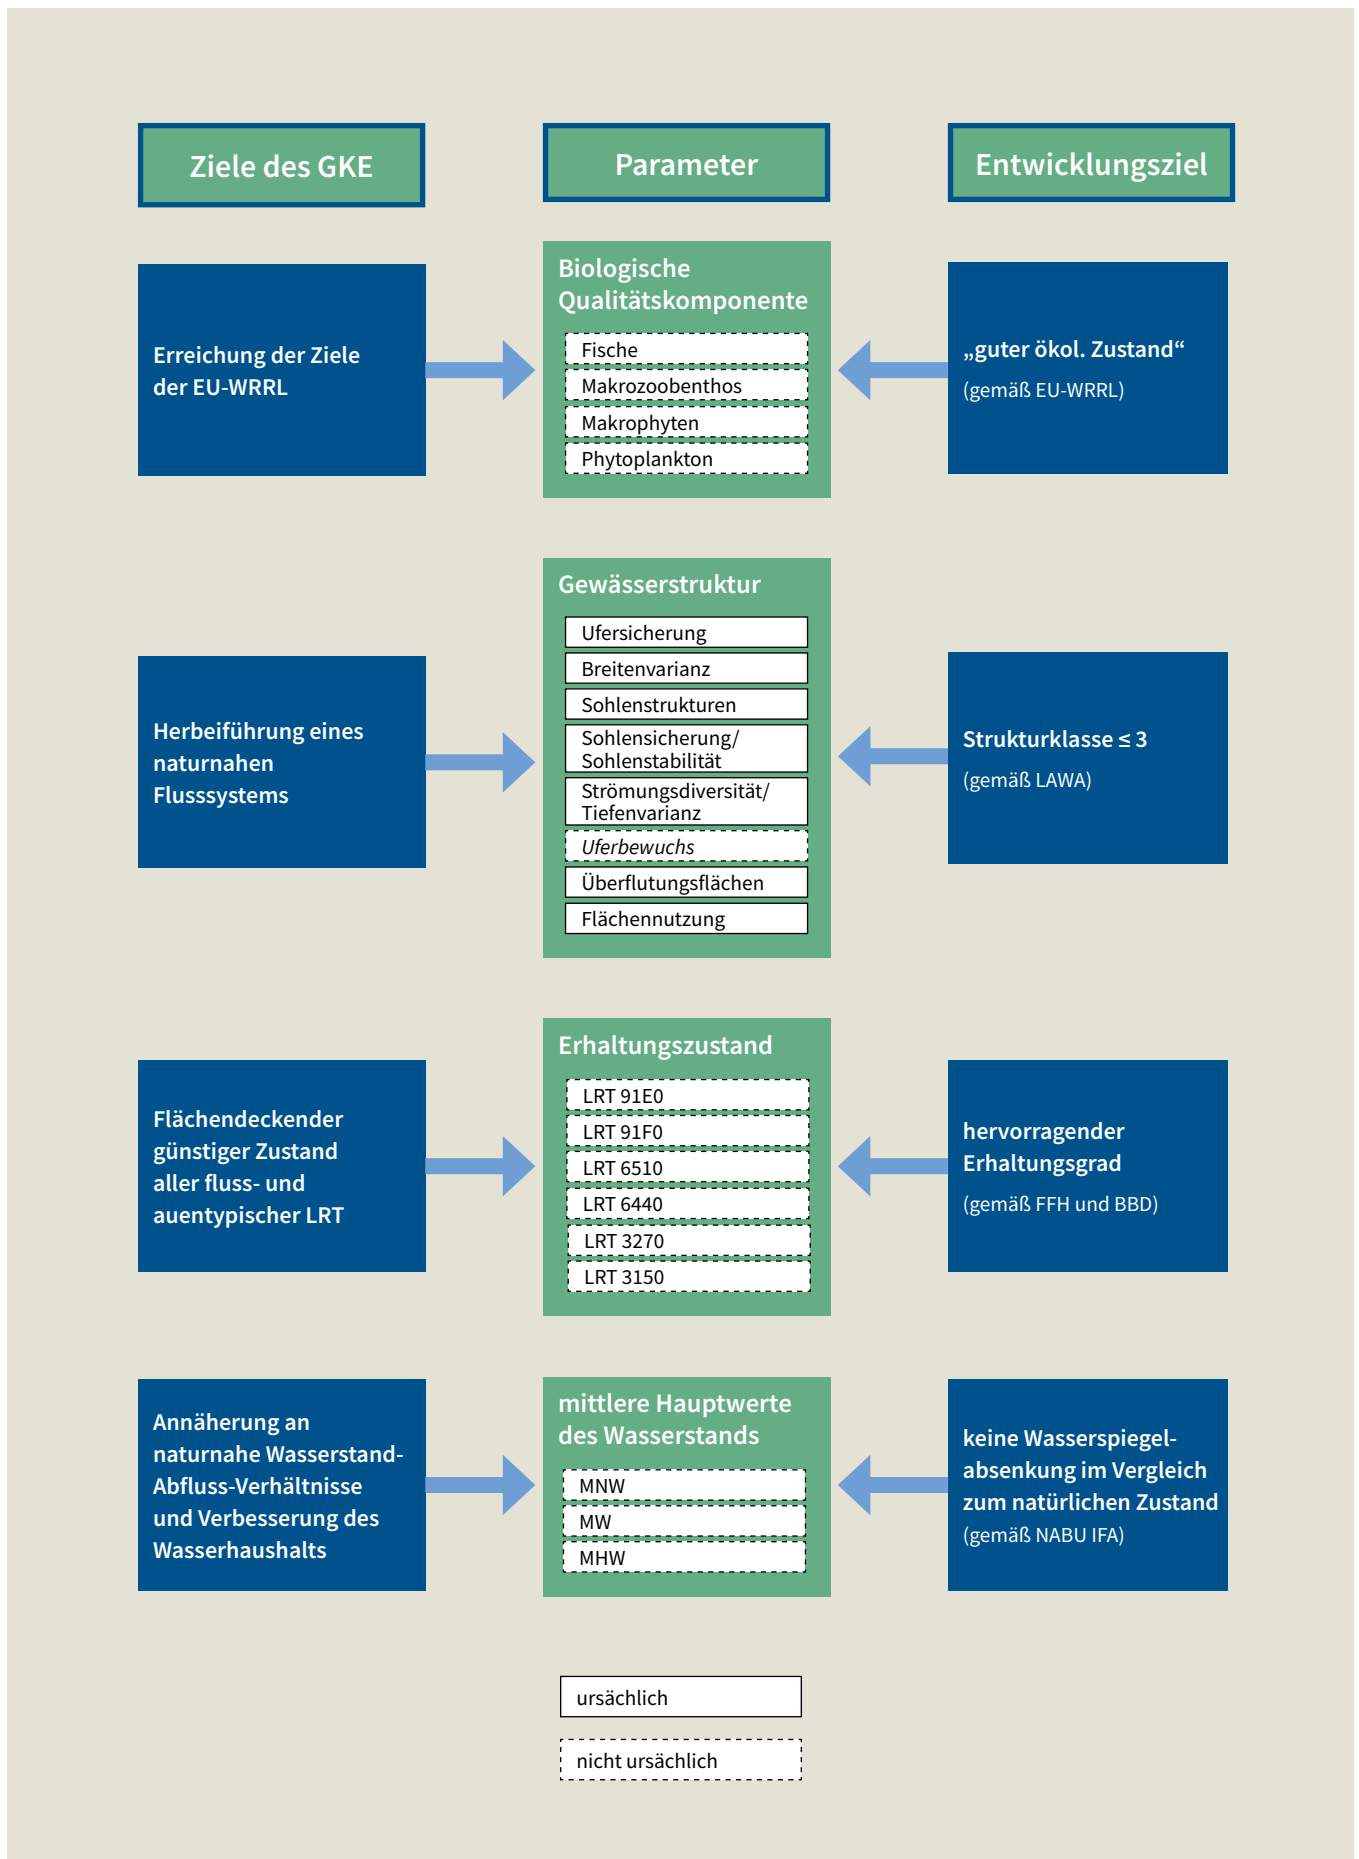 Ziele des GKE
Parameter
Entwicklungsziel
Erreichung der Ziele
der EU-WRRL
Biologische
Qualitätskomponente
Fische
Makrozoobenthos
Makrophyten
Phytoplankton
„guter ökol. Zustand“
(gemäß EU-WRRL)
Herbeiführung eines
naturnahen
Flusssystems
Gewässerstruktur
Ufersicherung
Breitenvarianz
Sohlenstrukturen
Sohlensicherung/
Sohlenstabilität
Strömungsdiversität/
Tiefenvarianz
Uferbewuchs
Überflutungsflächen
Flächennutzung
Strukturklasse ≤ 3
(gemäß LAWA)
Flächendeckender
günstiger Zustand
aller fluss- und
auentypischer LRT
Erhaltungszustand
LRT 91E0
LRT 91F0
LRT 6510
LRT 6440
LRT 3270
LRT 3150
hervorragender
Erhaltungsgrad
(gemäß FFH und BBD)
Annäherung an
naturnahe Wasserstand-
Abfluss-Verhältnisse
und Verbesserung des
Wasserhaushalts
mittlere Hauptwerte
des Wasserstands
MNW
MW
MHW
keine Wasserspiegel-
absenkung im Vergleich
zum natürlichen Zustand
(gemäß NABU IFA)
ursächlich
nicht ursächlich